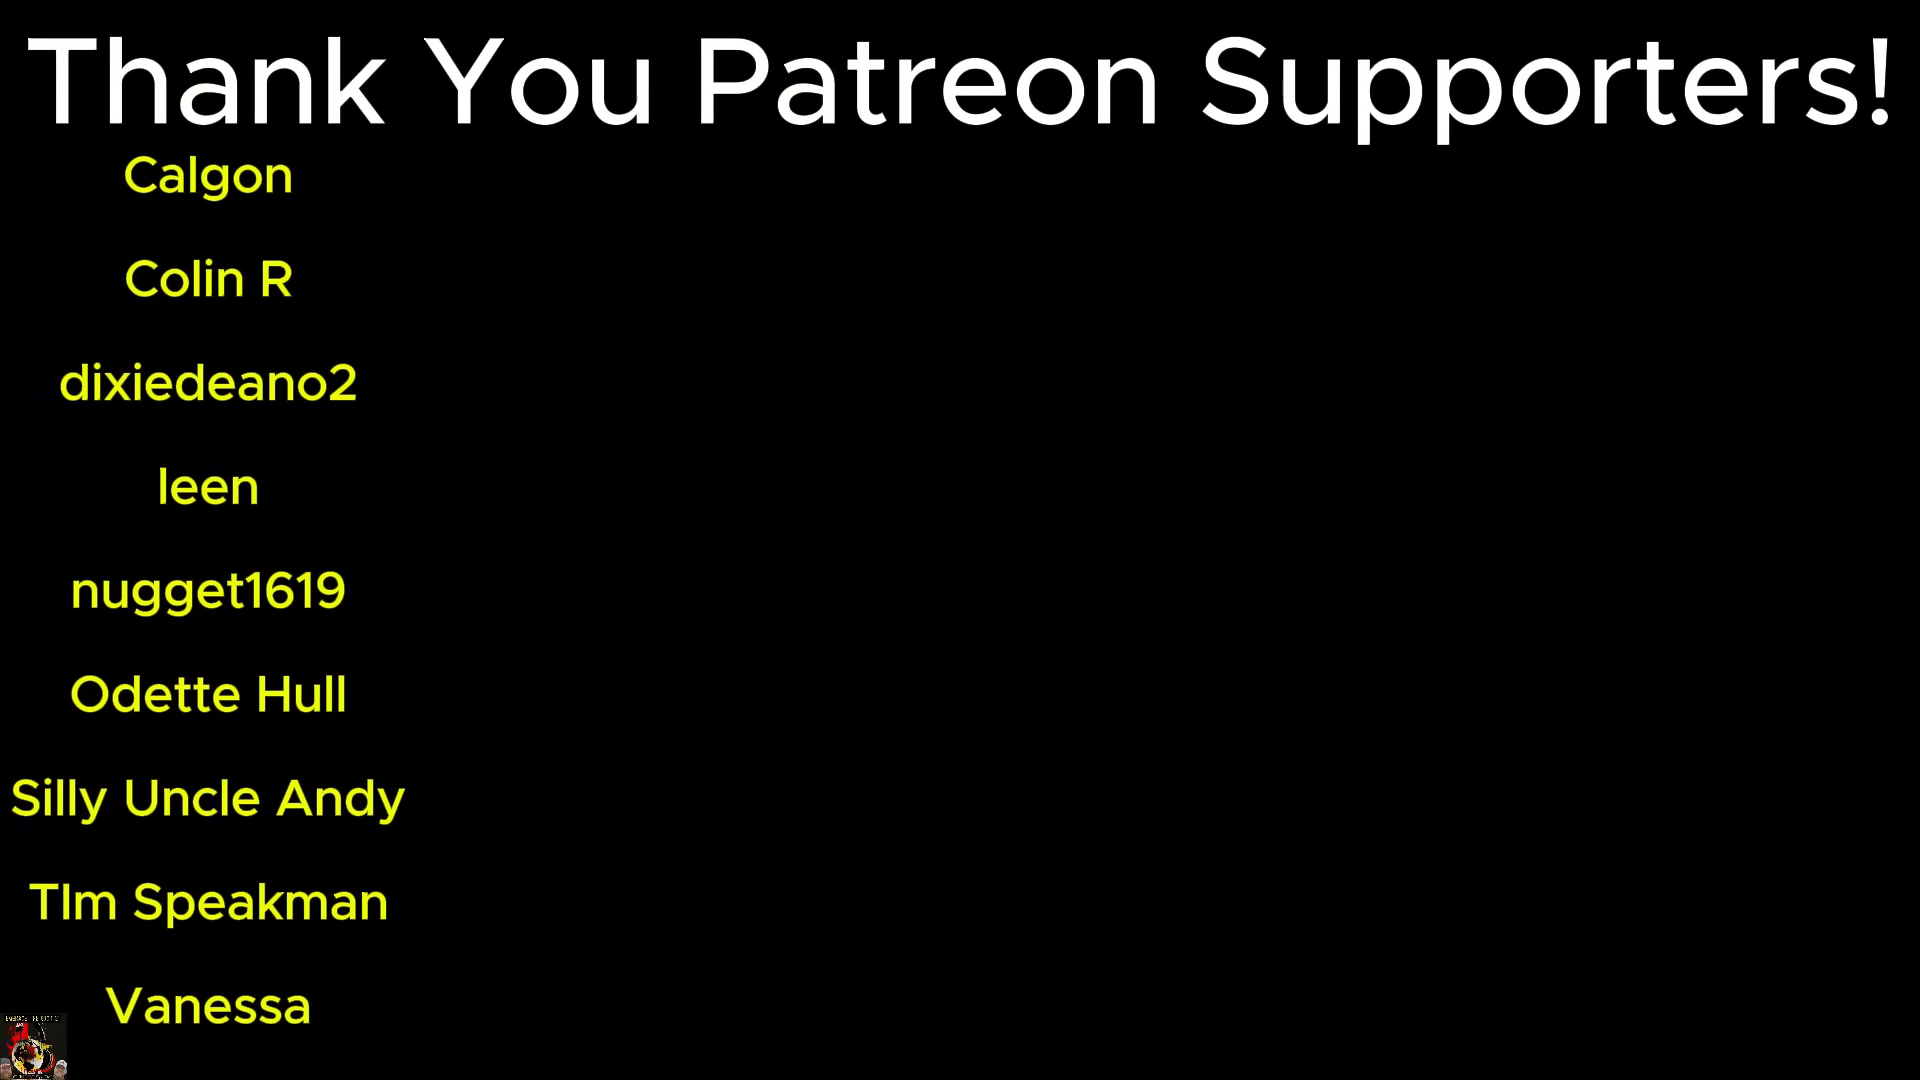 Thank You Patreon Supporters!
Calgon
Colin R
dixiedeano2
leen
nugget1619
Odette Hull
Silly Uncle Andy
TIm Speakman
Vanessa